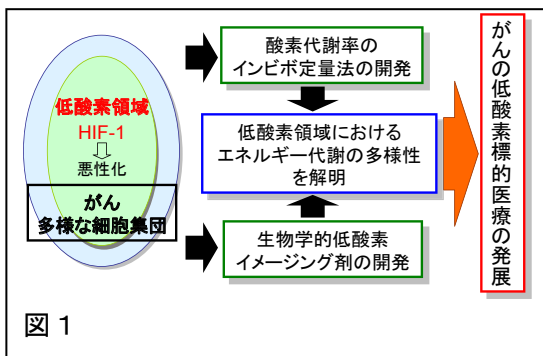 低酸素領域
HIF-1
悪性化
がん
多様な細胞集団
酸素代謝率の
インビボ定量法の開発
低酸素領域における
エネルギー代謝の多様性
を解明
生物学的低酸素
イメージング剤の開発
がんの低酸素標的医療の発展
図1